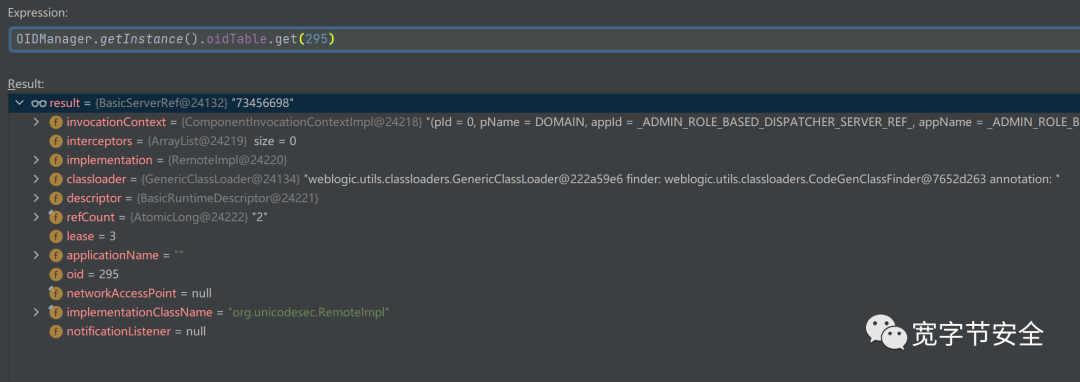 Expression:
OIDManager.getInstance().oidTable.get(295)
Result:
result = {BasicServerRef@24132} "73456698"
invocationContext = {ComponentInvocationContextImpl@24218} "(pId = 0, pName = DOMAIN, appId = _ADMIN_ROLE_BASED_DISPATCHER_SERVER_REF_, appName = _ADMIN_ROLE_B
interceptors = {ArrayList@24219} size = 0
implementation = {RemoteImpl@24220}
classloader = {GenericClassLoader@24134} "weblogic.utils.classloaders.GenericClassLoader@222a59e6 finder: weblogic.utils.classloaders.CodeGenClassFinder@7652d263 annotation: "
descriptor = {BasicRuntimeDescriptor@24221}
refCount = {AtomicLong@24222} "2"
lease = 3
applicationName = ""
oid = 295
networkAccessPoint = null
implementationClassName = "org.unicodesec.RemoteImpl"
notificationListener = null
宽字节安全